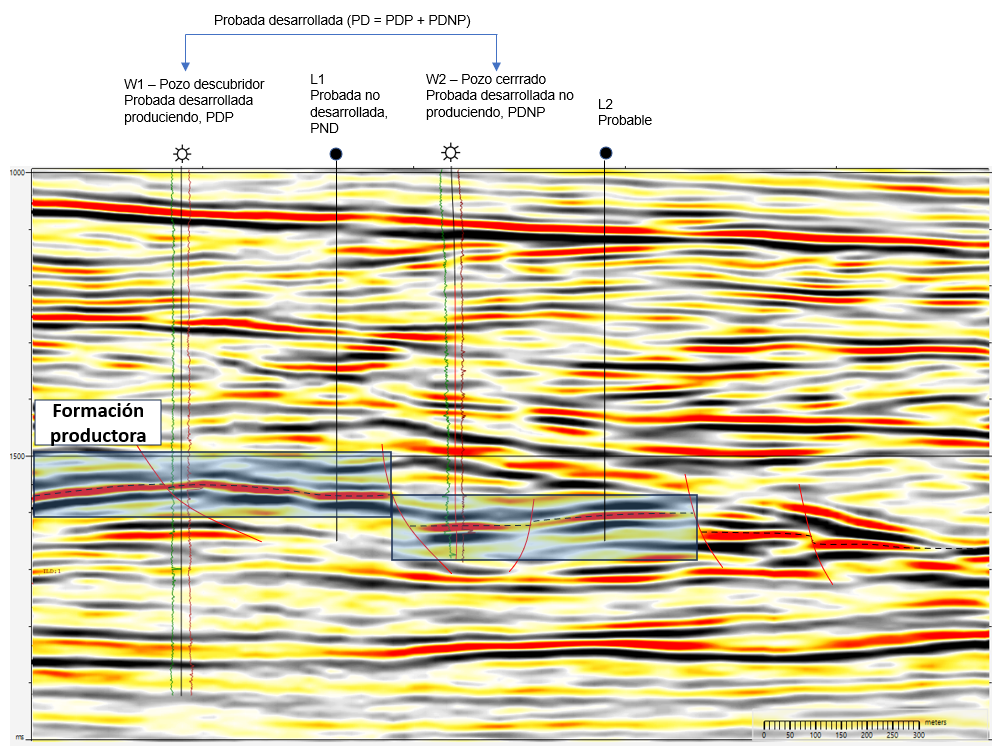 Probada desarrollada (PD = PDP + PDNP)
W1 – Pozo descubridor
Probada desarrollada
produciendo, PDP
L1
Probada no
desarrollada,
PND
W2 – Pozo cerrrado
Probada desarrollada no
produciendo, PDNP
L2
Probable
1000
Formación
productora
1500
ms
meters
0 50 100 150 200 250 300